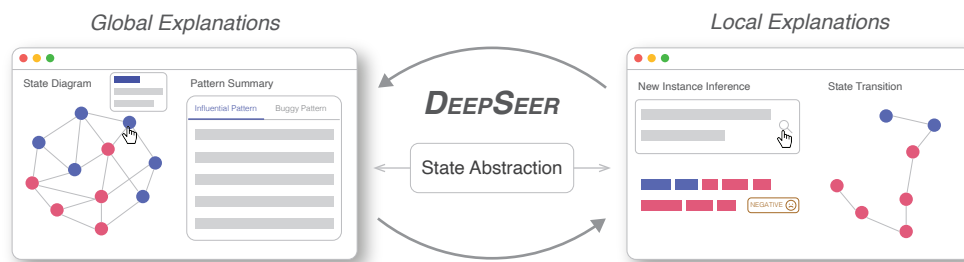 Global Explanations
State Diagram
Pattern Summary
Influential Pattern
Buggy Pattern
DEEPSEER
State Abstraction
Local Explanations
New Instance Inference
State Transition
NEGATIVE